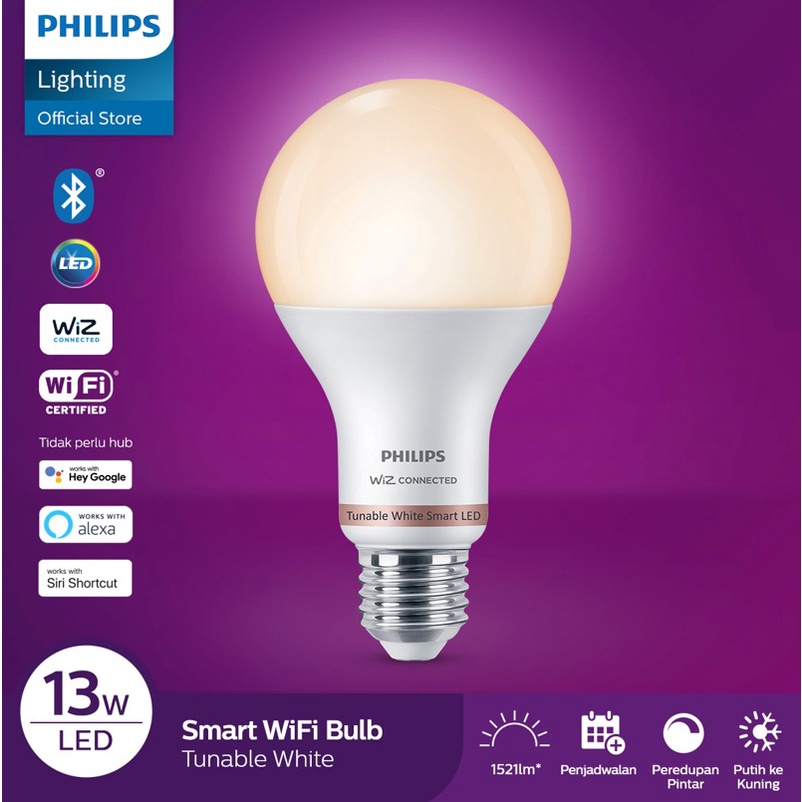 PHILIPS
Lighting
Official Store
®
LED
WiZ
CONNECTED
WiFi®
CERTIFIED
Tidak perlu hub
works with
Hey Google
WORKS WITH
alexa
works with
Siri Shortcut
PHILIPS
WiZ CONNECTED
Tunable White Smart LED
13W
LED
Smart WiFi Bulb
Tunable White
1521lm*
Penjadwalan
Peredupan
Pintar
Putih ke
Kuning